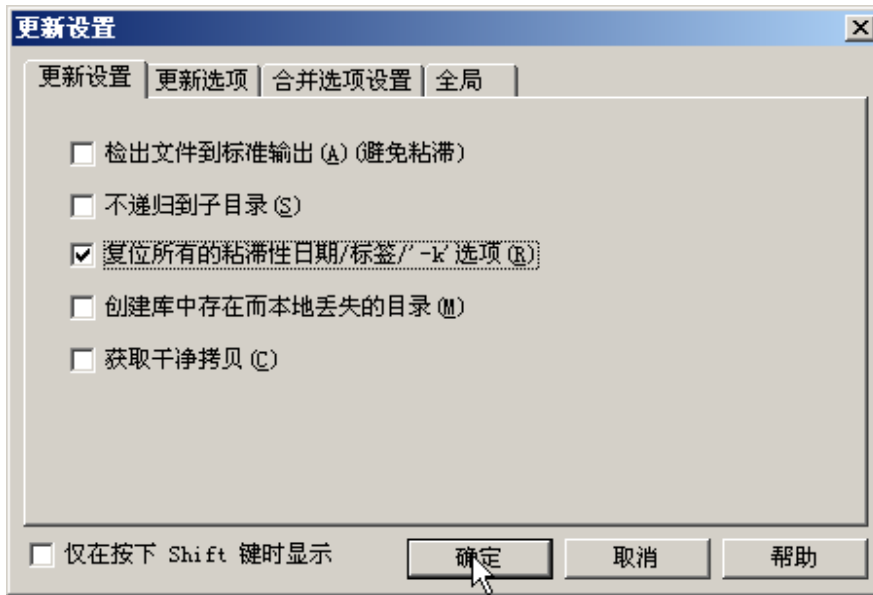 更新设置
更新设置 更新选项 合并选项设置 全局
检出文件到标准输出(A)(避免粘滞)
不递归到子目录(S)
复位所有的粘滞性日期/标签/'-k'选项(R)
创建库中存在而本地丢失的目录(M)
获取干净拷贝(C)
仅在按下 Shift 键时显示 确定 取消 帮助